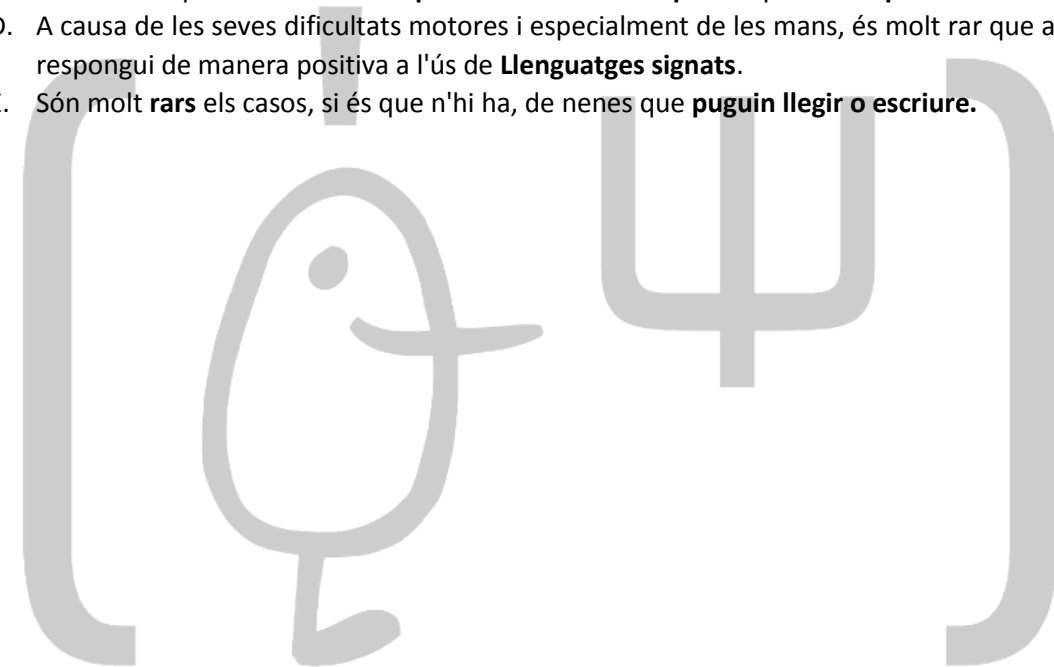 A causa de les seves dificultats motores i especialment de les mans, és molt rar que a
respongui de manera positiva a l'ús de Llenguatges signats.
Són molt rars els casos, si és que n'hi ha, de nenes que puguin llegir o escriure.